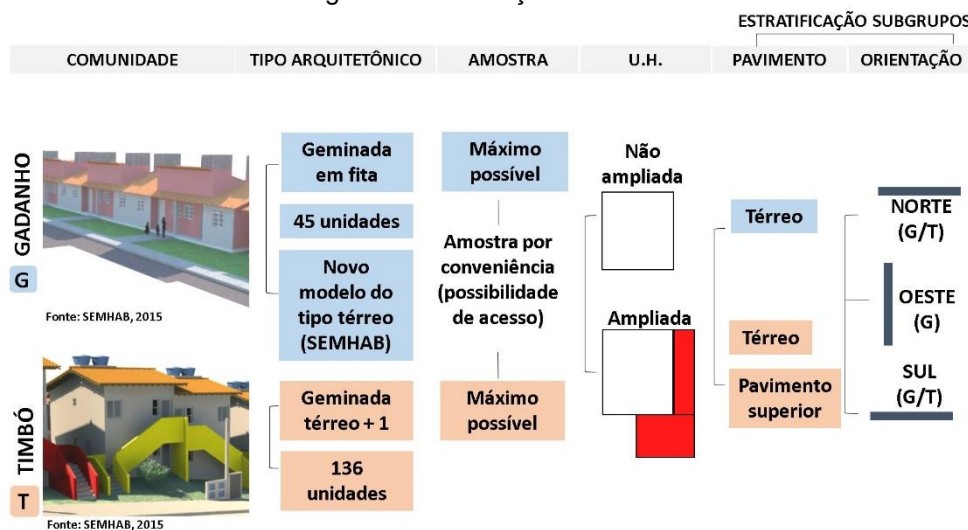 ESTRATIFICAÇÃO SUBGRUPOS
COMUNIDADE
TIPO ARQUITETÔNICO
AMOSTRA
U.H.
PAVIMENTO
ORIENTAÇÃO
GADANHO
G
Fonte: SEMHAB, 2015
Geminada
em fita
45 unidades
Novo
modelo do
tipo térreo
(SEMHAB)
Máximo
possível
Amostra por
conveniência
(possibilidade
de acesso)
Não
ampliada
Ampliada
Térreo
Térreo
Pavimento
superior
NORTE
(G/T)
OESTE
(G)
SUL
(G/T)
TIMBÓ
T
Fonte: SEMHAB, 2015
Geminada
térreo + 1
136
unidades
Máximo
possível